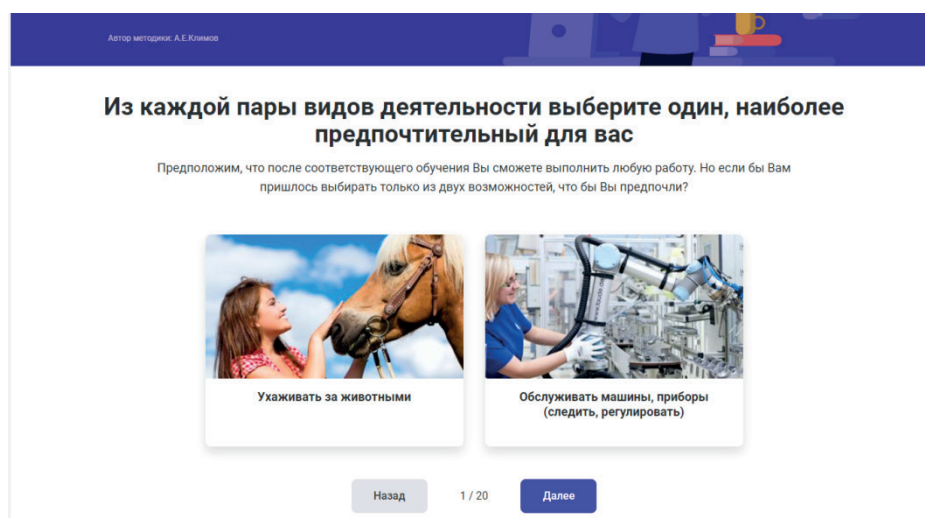 Автор методики: А.Е.Климов
Из каждой пары видов деятельности выберите один, наиболее
предпочтительный для вас
Предположим, что после соответствующего обучения Вы сможете выполнить любую работу. Но если бы Вам
пришлось выбирать только из двух возможностей, что бы Вы предпочли?
Ухаживать за животными
Обслуживать машины, приборы
(следить, регулировать)
Назад
1 / 20
Далее